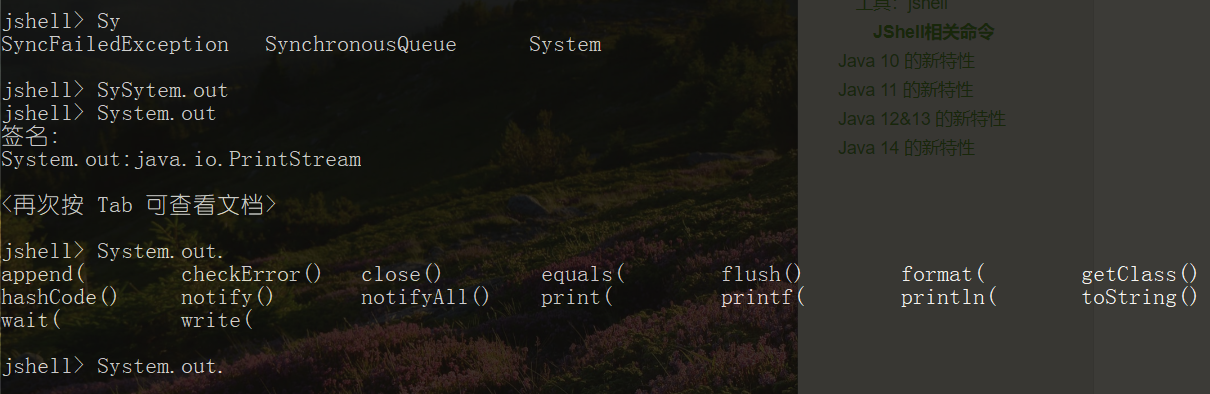 jshell> Sy
SyncFailedException SynchronousQueue System
jshell> SySytem.out
jshell> System.out
签名：
System.out:java.io.PrintStream
<再次按 Tab 可查看文档>
jshell> System.out.
append( checkError() close() equals( flush() format( getClass()
hashCode() notify() notifyAll() print( printf( println( toString()
wait( write(
jshell> System.out.
工具：jshell
JShell相关命令
Java 10 的新特性
Java 11 的新特性
Java 12&13 的新特性
Java 14 的新特性